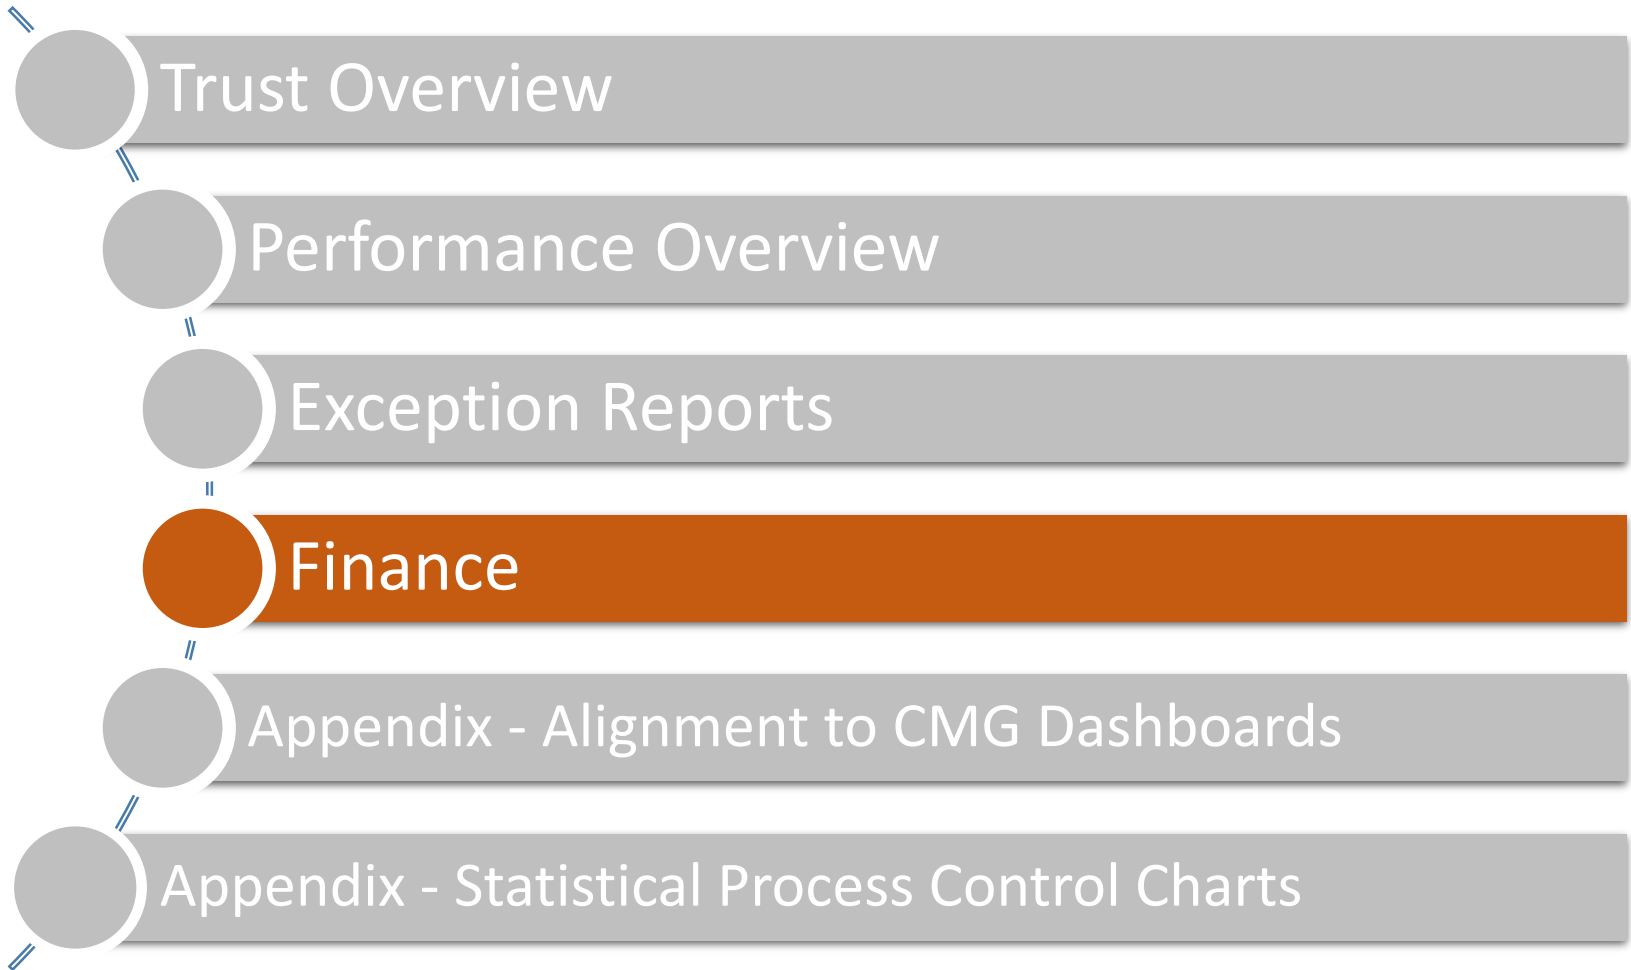 Trust Overview
Performance Overview
Exception Reports
Finance
Appendix - Alignment to CMG Dashboards
Appendix - Statistical Process Control Charts